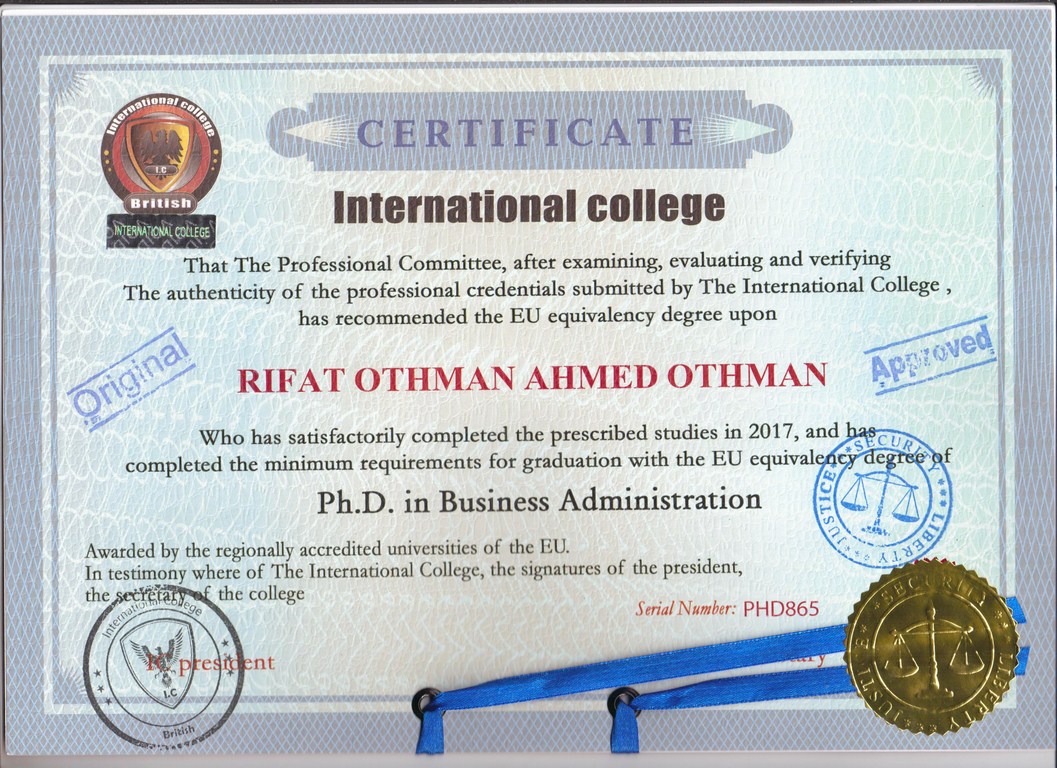 International college
I.C
British
INTERNATIONAL COLLEGE
CERTIFICATE
International college
That The Professional Committee, after examining, evaluating and verifying
The authenticity of the professional credentials submitted by The International College ,
has recommended the EU equivalency degree upon
Original
Approved
RIFAT OTHMAN AHMED OTHMAN
Who has satisfactorily completed the prescribed studies in 2017, and has
completed the minimum requirements for graduation with the EU equivalency degree of
Ph.D. in Business Administration
SECURITY
LIBERTY
JUSTICE
Awarded by the regionally accredited universities of the EU.
In testimony where of The International College, the signatures of the president,
the secretary of the college
Serial Number: PHD865
International College
I.C
British
president
SECURITY
LIBERTY